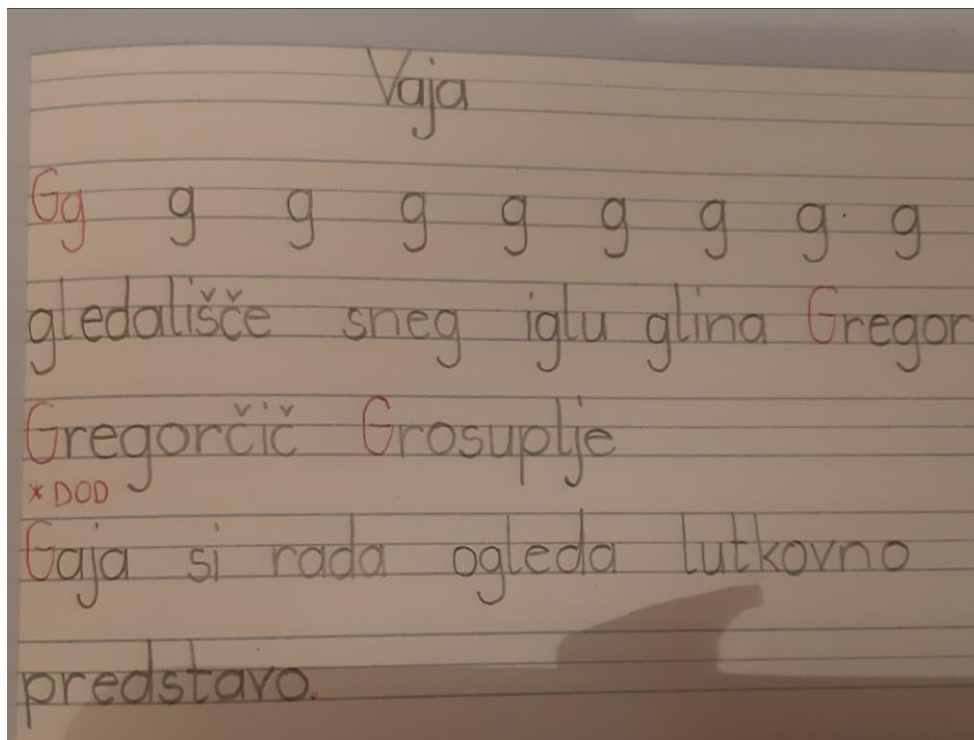 Vaja
Gg g g g g g g g g
gledališče sneg iglu glina Gregor
Gregorčič Grosuplje
* DOD
Gaja si rada ogleda lutkovno
predstavo.